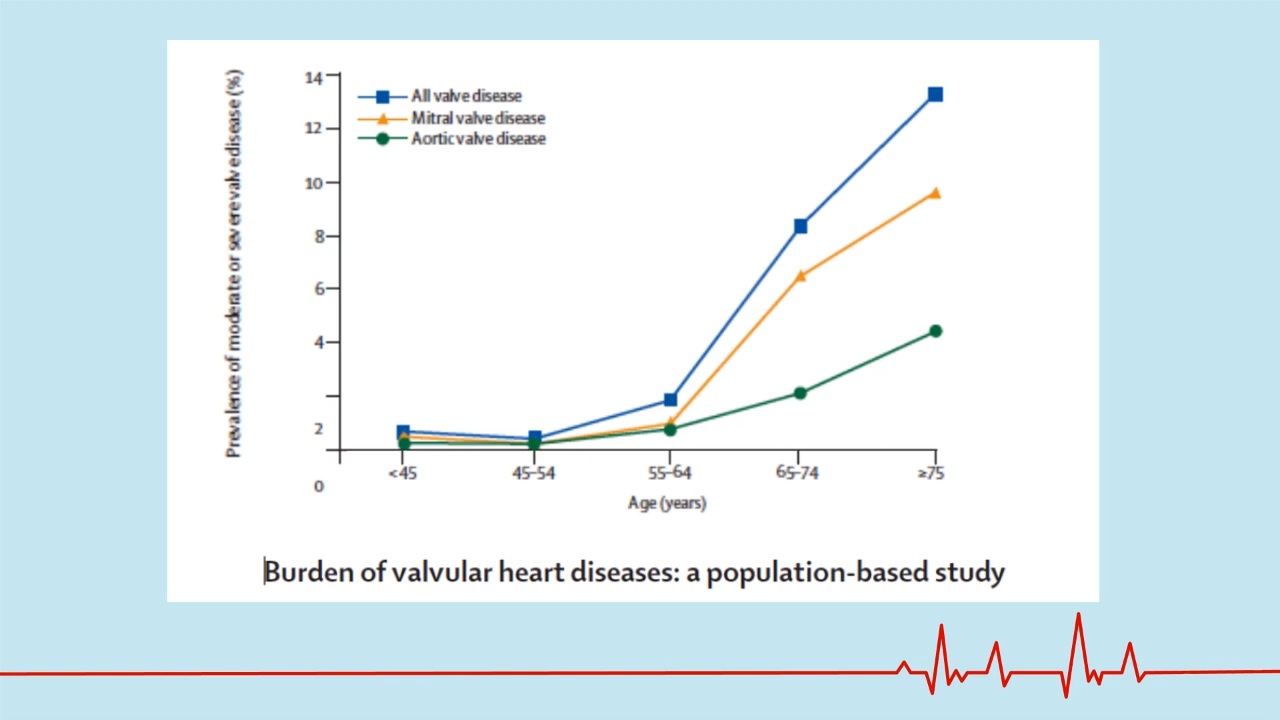 Prevalence of moderate or severe valve disease (%)
14
12
10
8
6
4
2
0
All valve disease
Mitral valve disease
Aortic valve disease
<45
45–54
55–64
65–74
≥75
Age (years)
Burden of valvular heart diseases: a population-based study